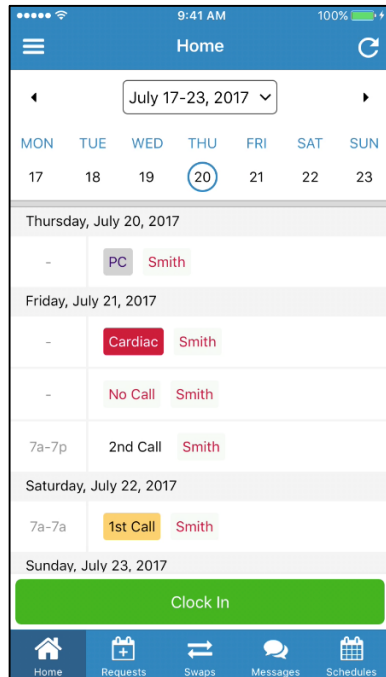 9:41 AM 100%
Home
July 17-23, 2017
MON TUE WED THU FRI SAT SUN
17 18 19 20 21 22 23
Thursday, July 20, 2017
- PC Smith
Friday, July 21, 2017
- Cardiac Smith
- No Call Smith
7a-7p 2nd Call Smith
Saturday, July 22, 2017
7a-7a 1st Call Smith
Sunday, July 23, 2017
Clock In
Home Requests Swaps Messages Schedules